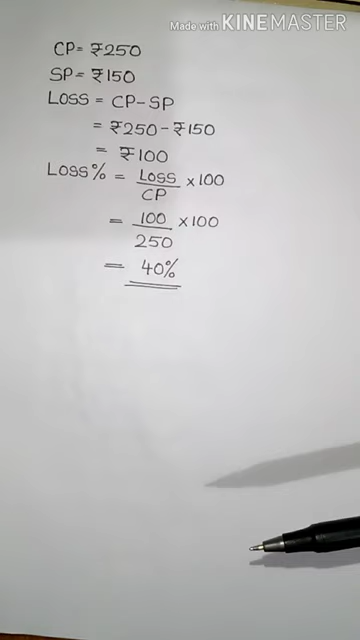 Made with KINEMASTER
CP= ₹250
SP= ₹150
LOSS = CP-SP
= ₹250-₹150
= ₹100
LOSS% = LOSS/CP ×100
= 100/250 ×100
= 40%